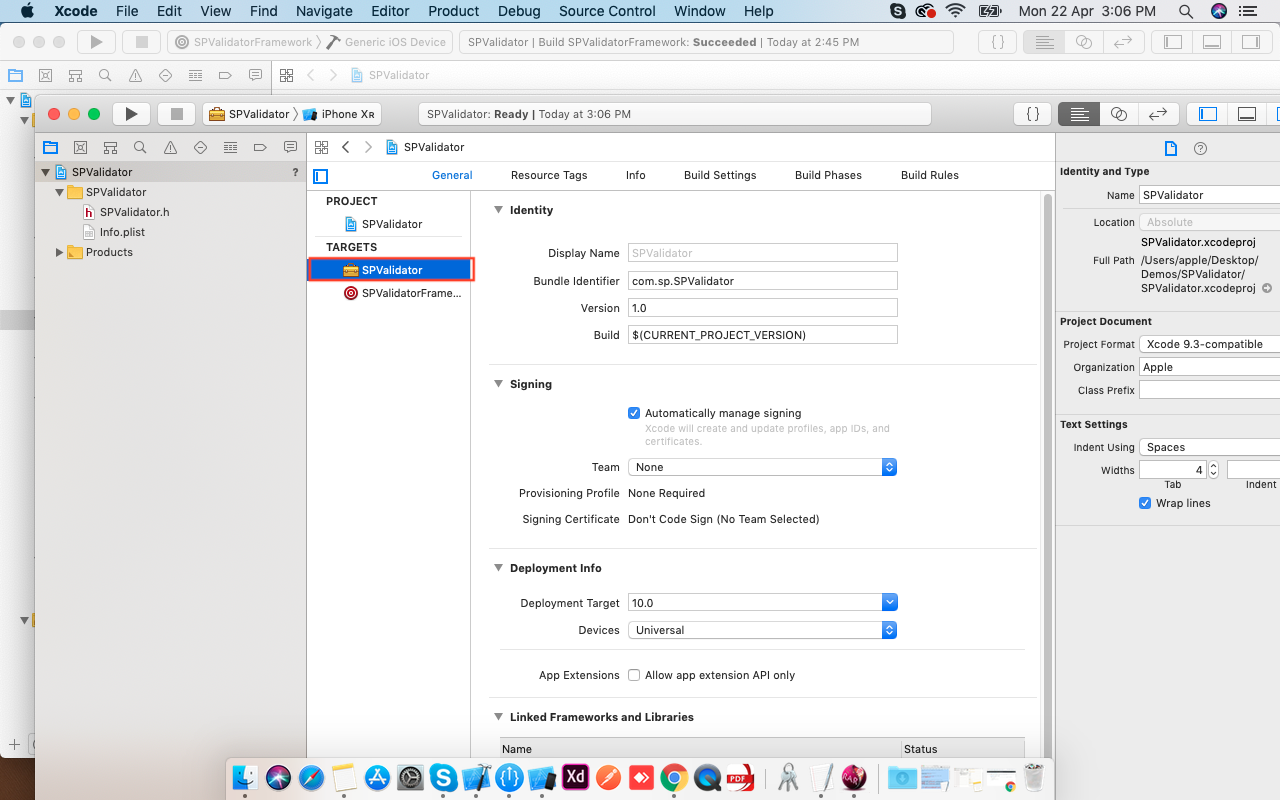 Xcode File Edit View Find Navigate Editor Product Debug Source Control Window Help Mon 22 Apr 3:06 PM
SPValidatorFramework Generic iOS Device SPValidator | Build SPValidatorFramework: Succeeded | Today at 2:45 PM { }
SPValidator
SPValidator iPhone XR SPValidator: Ready | Today at 3:06 PM { }
SPValidator
SPValidator ?
SPValidator
SPValidator.h
Info.plist
Products
General Resource Tags Info Build Settings Build Phases Build Rules
PROJECT
SPValidator
TARGETS
SPValidator
SPValidatorFrame...
Identity
Display Name SPValidator
Bundle Identifier com.sp.SPValidator
Version 1.0
Build $(CURRENT_PROJECT_VERSION)
Signing
Automatically manage signing
Xcode will create and update profiles, app IDs, and
certificates.
Team None
Provisioning Profile None Required
Signing Certificate Don't Code Sign (No Team Selected)
Deployment Info
Deployment Target 10.0
Devices Universal
App Extensions Allow app extension API only
Linked Frameworks and Libraries
Name Status
Identity and Type
Name SPValidator
Location Absolute
SPValidator.xcodeproj
Full Path /Users/apple/Desktop/
Demos/SPValidator/
SPValidator.xcodeproj
Project Document
Project Format Xcode 9.3-compatible
Organization Apple
Class Prefix
Text Settings
Indent Using Spaces
Widths 4
Tab Indent
Wrap lines
Xd
PDF